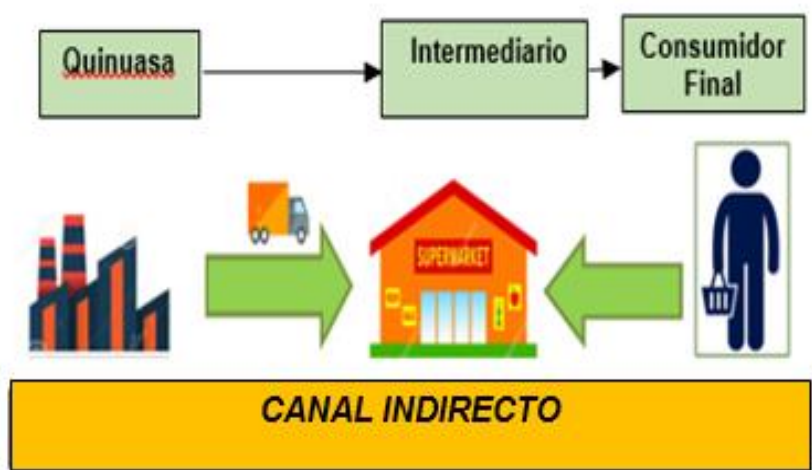 Quinuasa
Intermediario
Consumidor
Final
SUPERMARKET
CANAL INDIRECTO